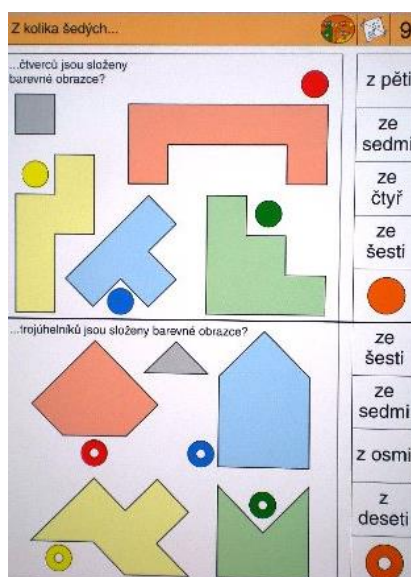 Z kolika šedých...
9
...čtverců jsou složeny
barevné obrazce?
z pěti
ze
sedmi
ze
čtyř
ze
šesti
...trojúhelníků jsou složeny barevné obrazce?
ze
šesti
ze
sedmi
z osmi
z
deseti